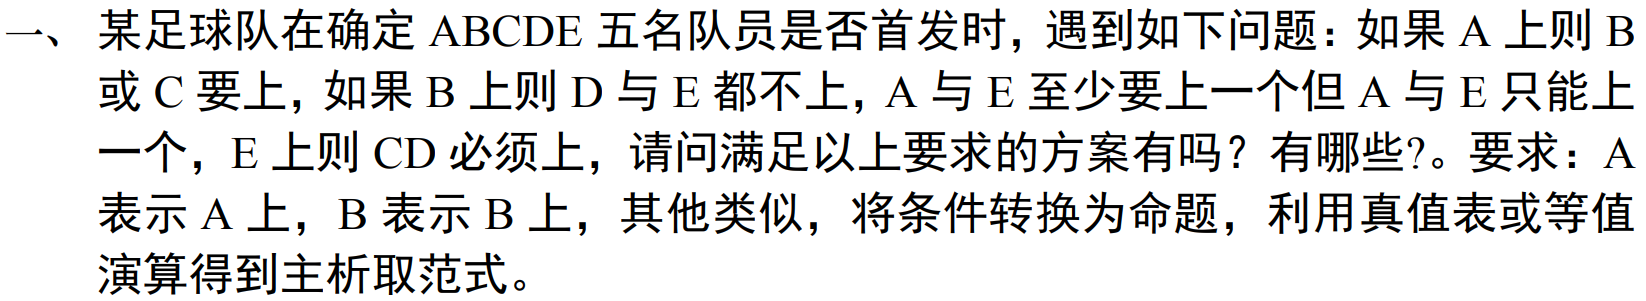 一、 某足球队在确定 ABCDE 五名队员是否首发时，遇到如下问题：如果 A 上则 B
或 C 要上，如果 B 上则 D 与 E 都不上，A 与 E 至少要上一个但 A 与 E 只能上
一个，E 上则 CD 必须上，请问满足以上要求的方案有吗？有哪些?。要求：A
表示 A 上，B 表示 B 上，其他类似，将条件转换为命题，利用真值表或等值
演算得到主析取范式。